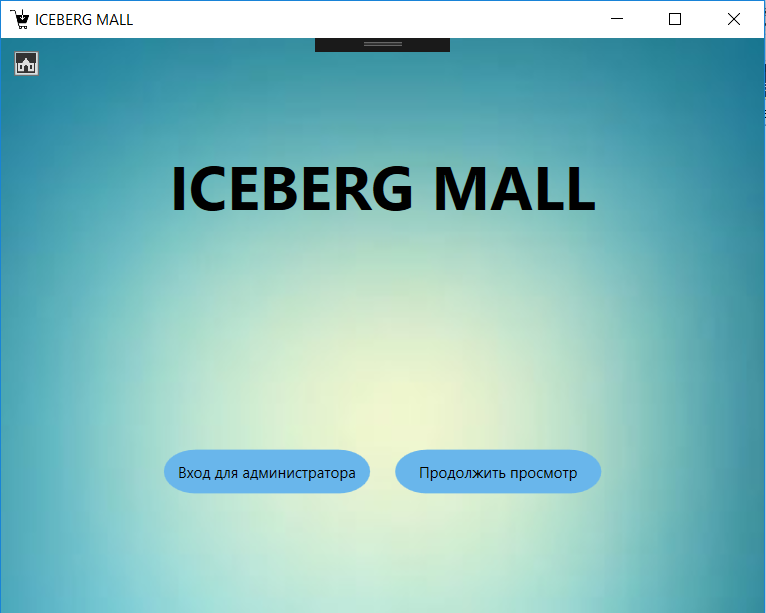 ICEBERG MALL
ICEBERG MALL
Вход для администратора
Продолжить просмотр